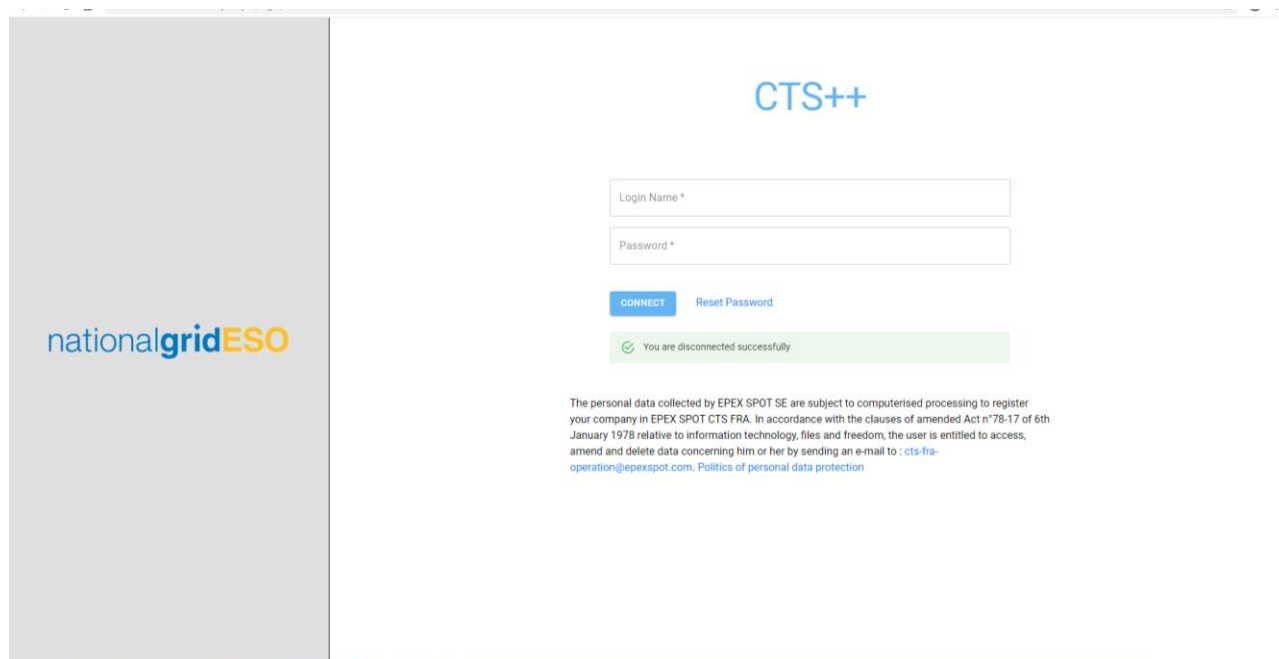 CTS++
Login Name *
Password *
CONNECT Reset Password
nationalgridESO
You are disconnected successfully
The personal data collected by EPEX SPOT SE are subject to computerised processing to register
your company in EPEX SPOT CTS FRA. In accordance with the clauses of amended Act n°78-17 of 6th
January 1978 relative to information technology, files and freedom, the user is entitled to access,
amend and delete data concerning him or her by sending an e-mail to : cts-fra-
operation@epexspot.com. Politics of personal data protection